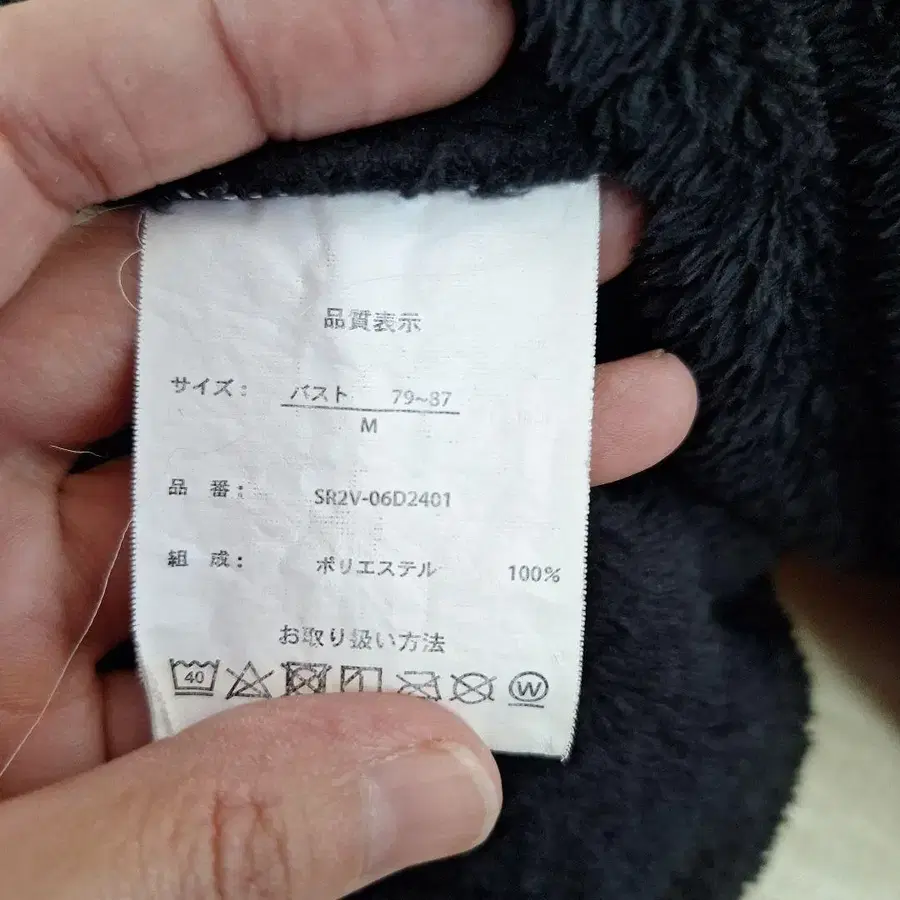 品質表示
サイズ: バスト 79~87
M
品 番: SR2V-06D2401
組 成: ポリエステル 100%
お取り扱い方法
40 W